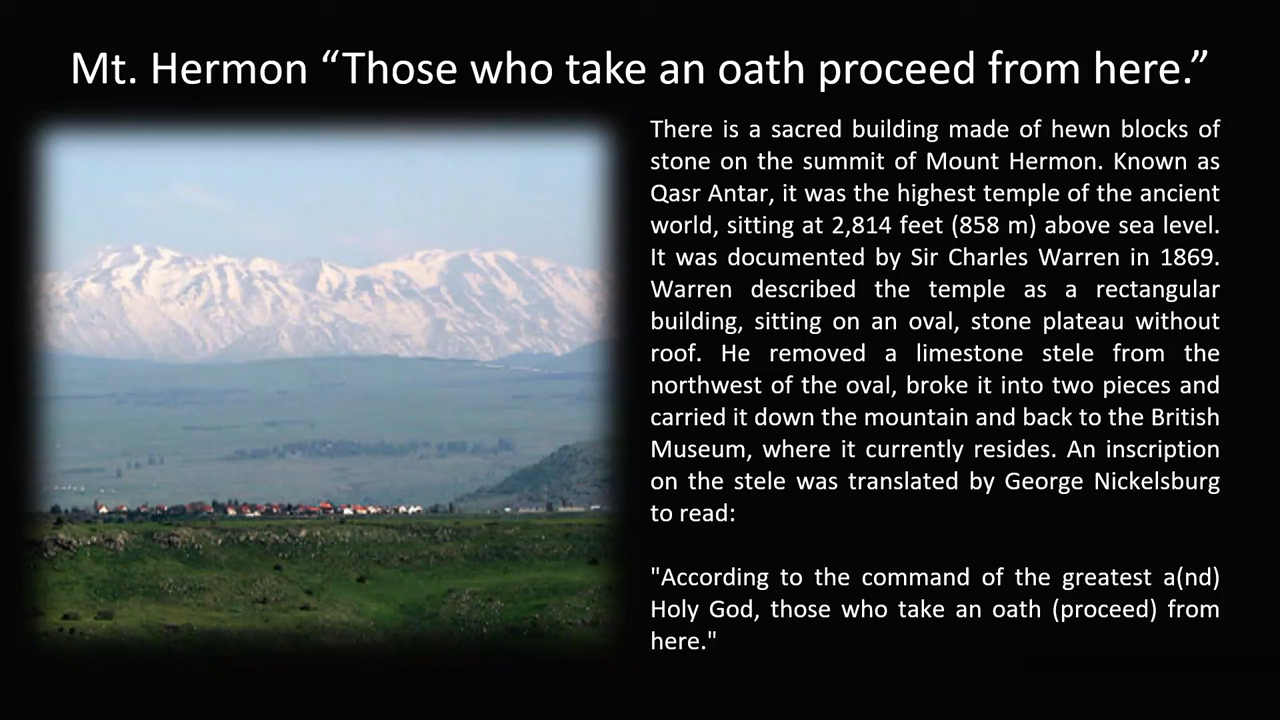 Mt. Hermon “Those who take an oath proceed from here.”
There is a sacred building made of hewn blocks of
stone on the summit of Mount Hermon. Known as
Qasr Antar, it was the highest temple of the ancient
world, sitting at 2,814 feet (858 m) above sea level.
It was documented by Sir Charles Warren in 1869.
Warren described the temple as a rectangular
building, sitting on an oval, stone plateau without
roof. He removed a limestone stele from the
northwest of the oval, broke it into two pieces and
carried it down the mountain and back to the British
Museum, where it currently resides. An inscription
on the stele was translated by George Nickelsburg
to read:
"According to the command of the greatest a(nd)
Holy God, those who take an oath (proceed) from
here."